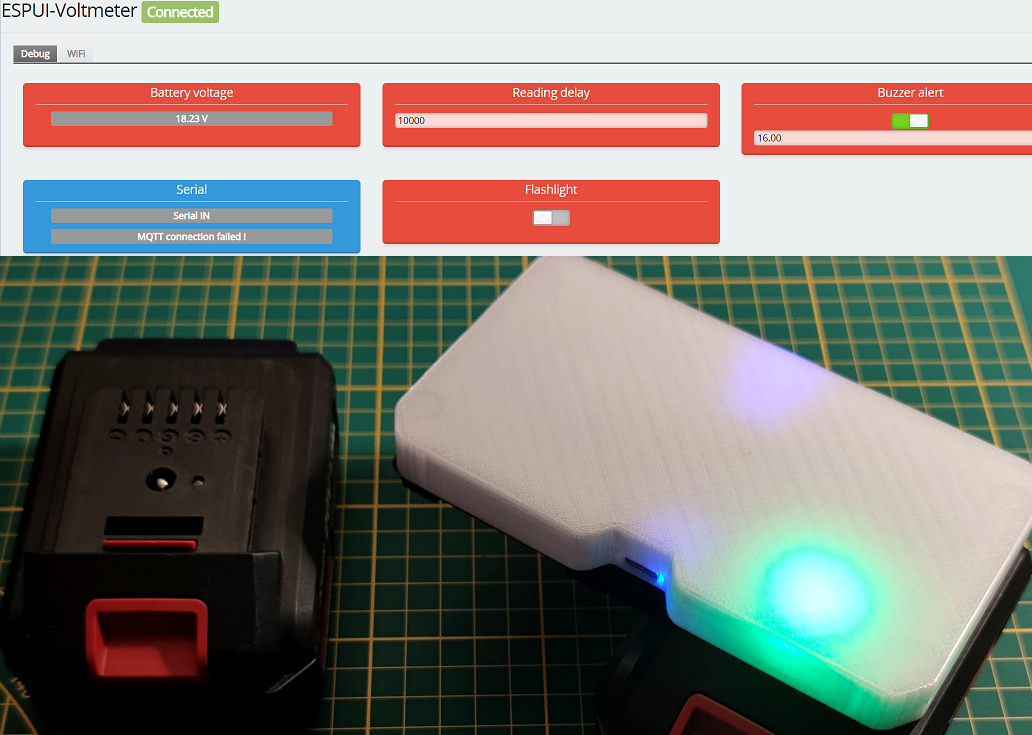 ESPUI-Voltmeter Connected
Debug WiFi
Battery voltage
18.23 V
Reading delay
10000
Buzzer alert
16.00
Serial
Serial IN
MQTT connection failed !
Flashlight